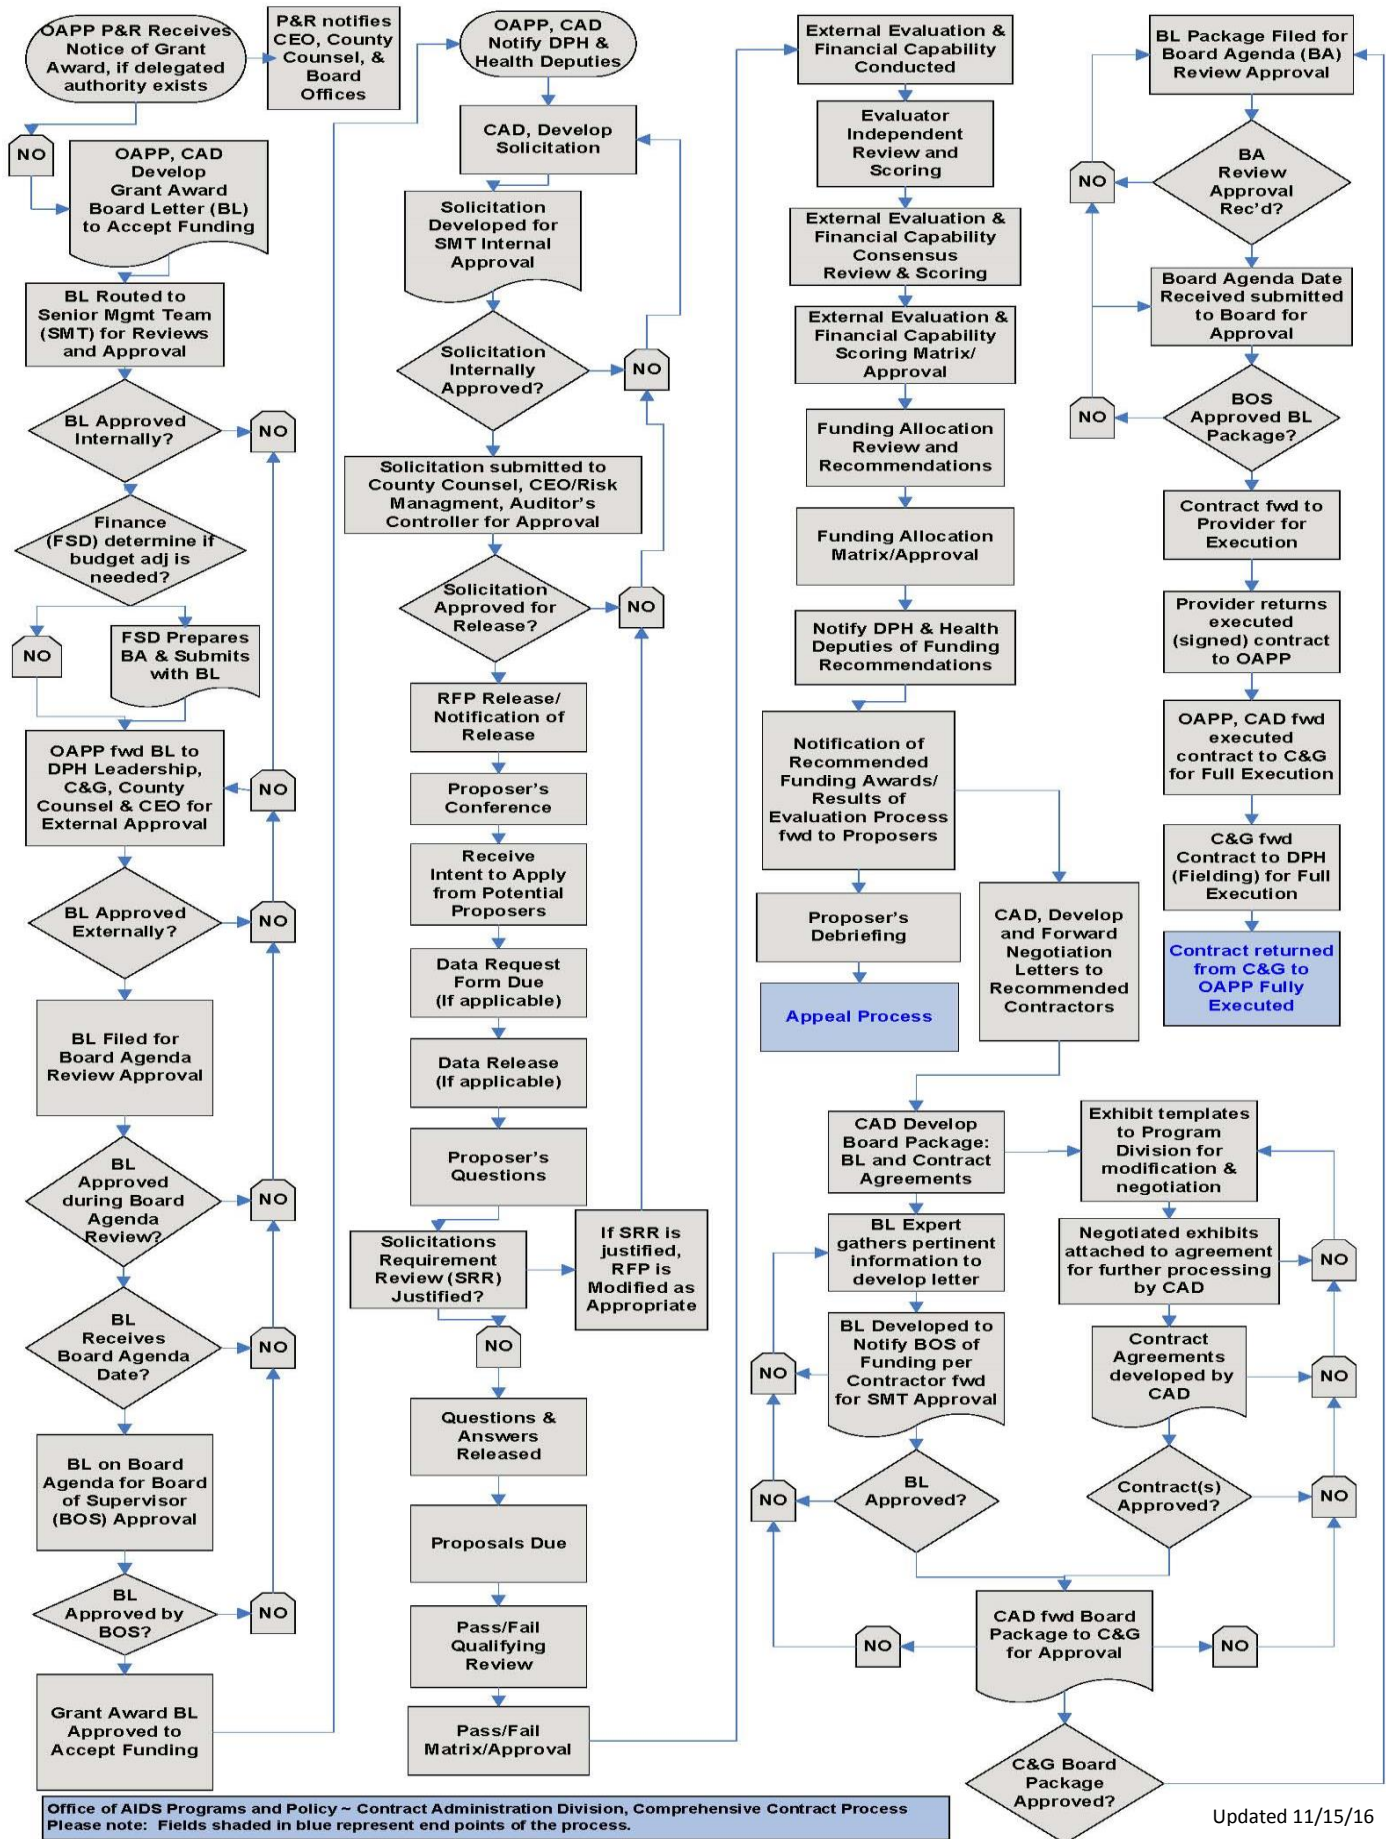 OAPP P&R Receives
Notice of Grant
Award, if delegated
authority exists
P&R notifies
CEO, County
Counsel, &
Board
Offices
NO
OAPP, CAD
Develop
Grant Award
Board Letter (BL)
to Accept Funding
BL Routed to
Senior Mgmt Team
(SMT) for Reviews
and Approval
BL Approved
Internally?
NO
Finance
(FSD) determine if
budget adj is
needed?
NO
FSD Prepares
BA & Submits
with BL
OAPP fwd BL to
DPH Leadership,
C&G, County
Counsel & CEO for
External Approval
NO
BL Approved
Externally?
NO
BL Filed for
Board Agenda
Review Approval
BL
Approved
during Board
Agenda
Review?
NO
BL
Receives
Board Agenda
Date?
NO
BL on Board
Agenda for Board
of Supervisor
(BOS) Approval
BL
Approved by
BOS?
NO
Grant Award BL
Approved to
Accept Funding
OAPP, CAD
Notify DPH &
Health Deputies
CAD, Develop
Solicitation
Solicitation
Developed for
SMT Internal
Approval
Solicitation
Internally
Approved?
NO
Solicitation submitted to
County Counsel, CEO/Risk
Managment, Auditor's
Controller for Approval
Solicitation
Approved for
Release?
NO
RFP Release/
Notification of
Release
Proposer's
Conference
Receive
Intent to Apply
from Potential
Proposers
Data Request
Form Due
(If applicable)
Data Release
(If applicable)
Proposer's
Questions
Solicitations
Requirement
Review (SRR)
Justified?
If SRR is
justified,
RFP is
Modified as
Appropriate
NO
Questions &
Answers
Released
Proposals Due
Pass/Fail
Qualifying
Review
Pass/Fail
Matrix/Approval
External Evaluation &
Financial Capability
Conducted
Evaluator
Independent
Review and
Scoring
External Evaluation &
Financial Capability
Consensus
Review & Scoring
External Evaluation &
Financial Capability
Scoring Matrix/
Approval
Funding Allocation
Review and
Recommendations
Funding Allocation
Matrix/Approval
Notify DPH & Health
Deputies of Funding
Recommendations
Notification of
Recommended
Funding Awards/
Results of
Evaluation Process
fwd to Proposers
Proposer's
Debriefing
Appeal Process
CAD, Develop
and Forward
Negotiation
Letters to
Recommended
Contractors
CAD Develop
Board Package:
BL and Contract
Agreements
Exhibit templates
to Program
Division for
modification &
negotiation
BL Expert
gathers pertinent
information to
develop letter
Negotiated exhibits
attached to agreement
for further processing
by CAD
NO
BL Developed to
Notify BOS of
Funding per
Contractor fwd
for SMT Approval
NO
Contract
Agreements
developed by
CAD
NO
BL
Approved?
NO
Contract(s)
Approved?
NO
CAD fwd Board
Package to C&G
for Approval
NO
NO
C&G Board
Package
Approved?
BL Package Filed for
Board Agenda (BA)
Review Approval
BA
Review
Approval
Rec'd?
NO
Board Agenda Date
Received submitted
to Board for
Approval
BOS
Approved BL
Package?
NO
Contract fwd to
Provider for
Execution
Provider returns
executed
(signed) contract
to OAPP
OAPP, CAD fwd
executed
contract to C&G
for Full Execution
C&G fwd
Contract to DPH
(Fielding) for Full
Execution
Contract returned
from C&G to
OAPP Fully
Executed
Office of AIDS Programs and Policy ~ Contract Administration Division, Comprehensive Contract Process
Please note: Fields shaded in blue represent end points of the process.
Updated 11/15/16